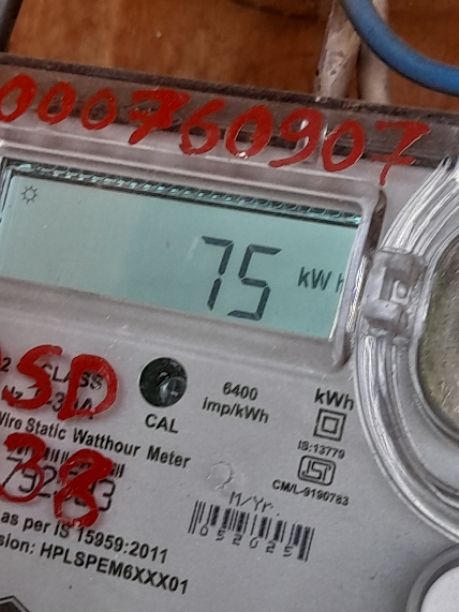 000760907
75 kWh
CLASS
SD
6400
imp/kWh
kWh
CAL
IS:13779
Wire Static Watthour Meter
38
CM/L-9190783
M/Yr.
as per IS 15959:2011
sion: HPLSPEM6XXX01